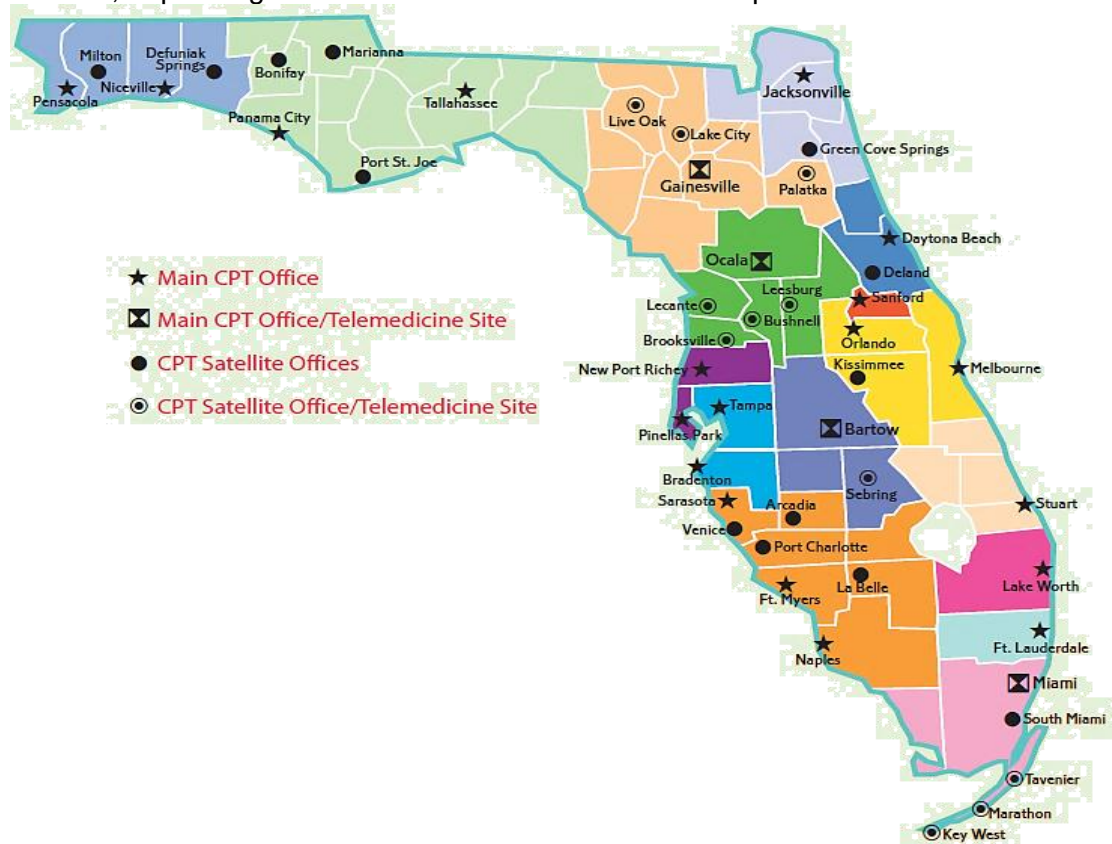 Marianna
Milton
Defuniak
Springs
Bonifay
Pensacola
Niceville
Tallahassee
Panama City
Port St. Joe
Jacksonville
Live Oak
Lake City
Green Cove Springs
Gainesville
Palatka
Daytona Beach
Ocala
Deland
Leesburg
Sanford
Lecante
Bushnell
Orlando
Brooksville
Kissimmee
New Port Richey
Melbourne
Tampa
Pinellas Park
Bartow
Bradenton
Sebring
Sarasota
Arcadia
Stuart
Venice
Port Charlotte
Ft. Myers
La Belle
Lake Worth
Naples
Ft. Lauderdale
Miami
South Miami
Tavenier
Marathon
Key West
Main CPT Office
Main CPT Office/Telemedicine Site
CPT Satellite Offices
CPT Satellite Office/Telemedicine Site